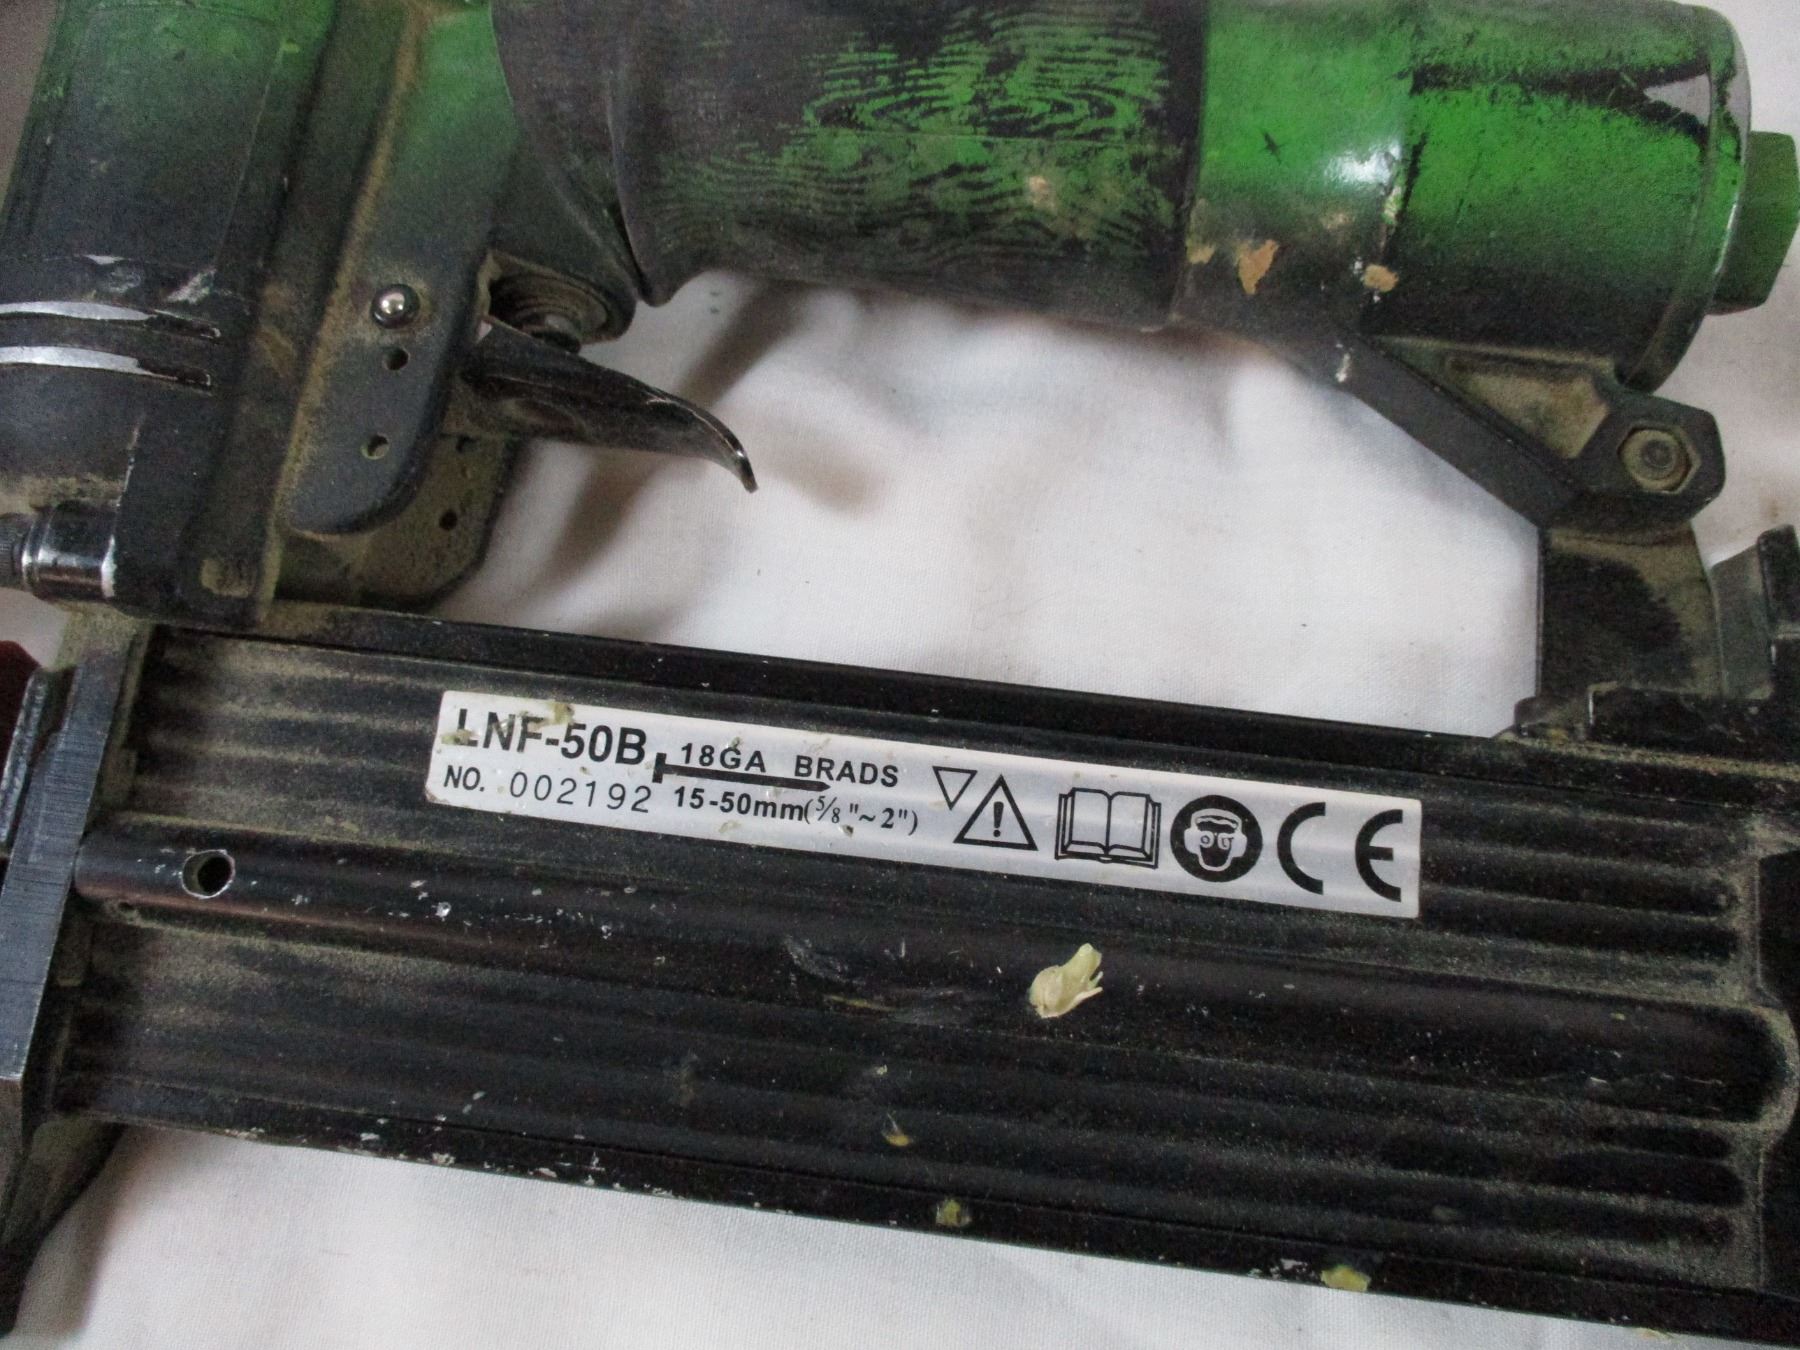 LNF-50B
18GA BRADS
NO. 002192
15-50mm(5/8"~2")
CE